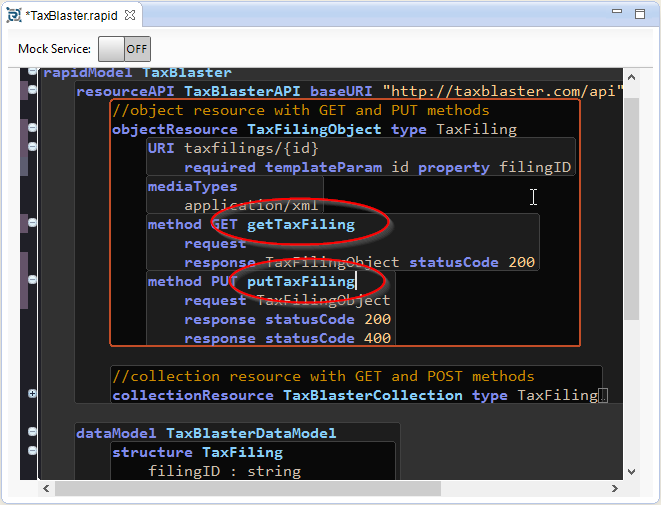 *TaxBlaster.rapid
Mock Service: OFF
rapidModel TaxBlaster
resourceAPI TaxBlasterAPI baseURI "http://taxblaster.com/api"
//object resource with GET and PUT methods
objectResource TaxFilingObject type TaxFiling
URI taxfilings/{id}
required templateParam id property filingID
mediaTypes
application/xml
method GET getTaxFiling
request
response TaxFilingObject statusCode 200
method PUT putTaxFiling
request TaxFilingObject
response statusCode 200
response statusCode 400
//collection resource with GET and POST methods
collectionResource TaxBlasterCollection type TaxFiling
dataModel TaxBlasterDataModel
structure TaxFiling
filingID : string